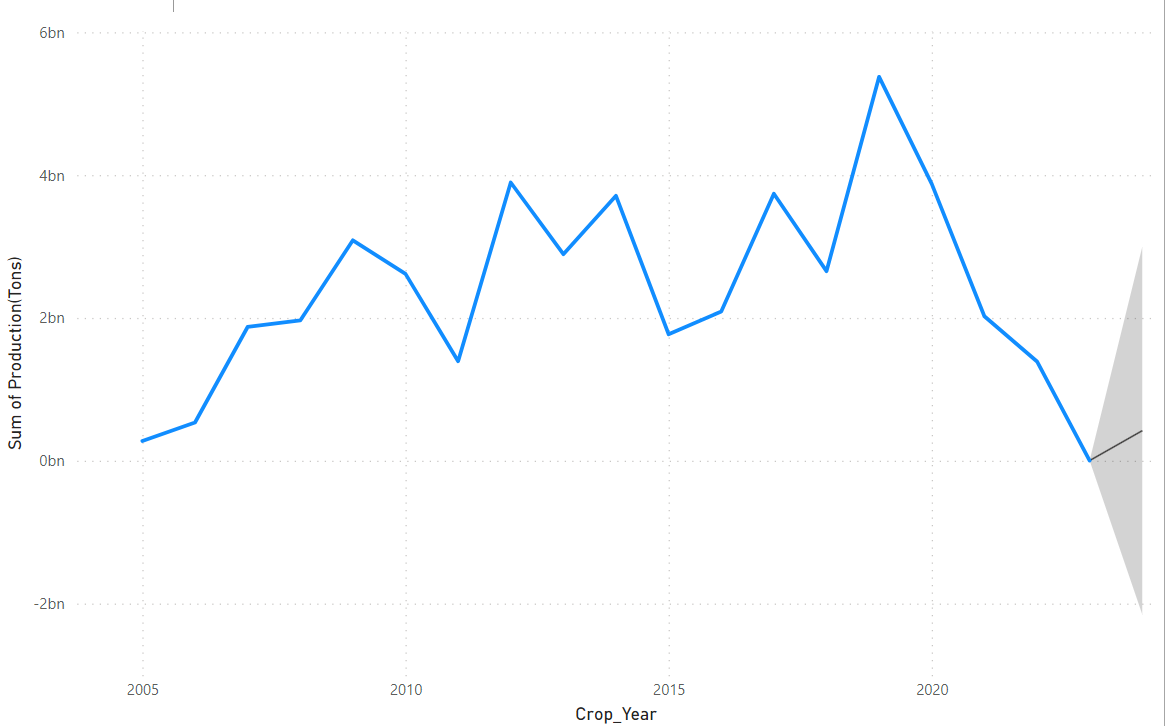 6bn
4bn
2bn
0bn
-2bn
Sum of Production(Tons)
2005 2010 2015 2020
Crop_Year